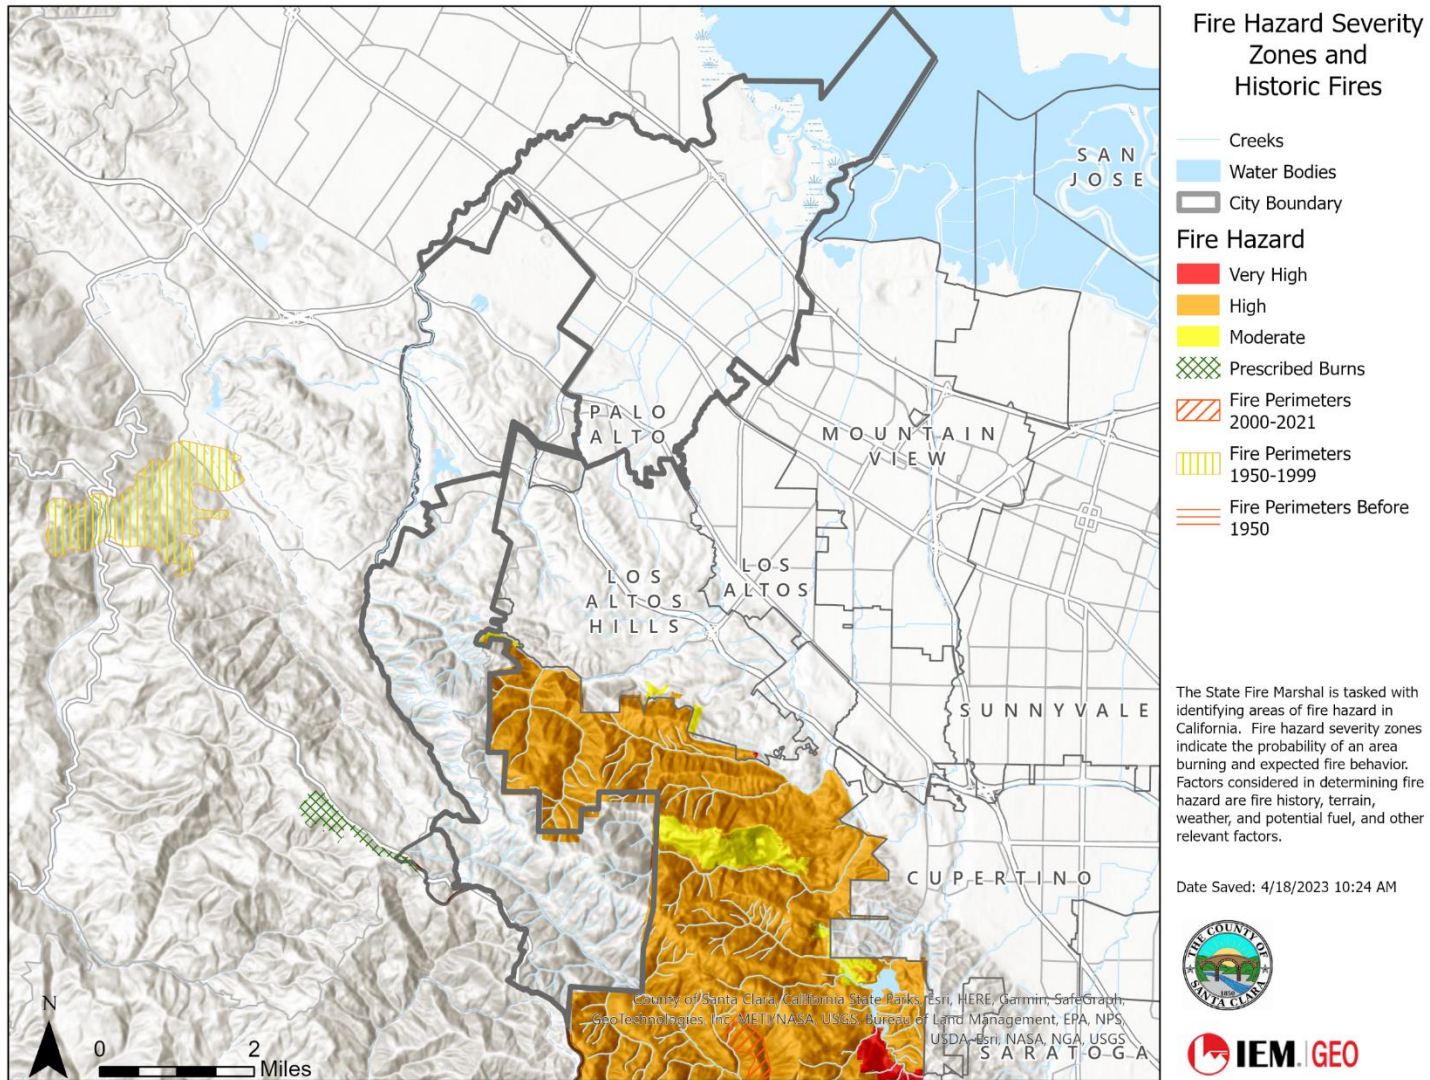 Fire Hazard Severity
Zones and
Historic Fires
Creeks
Water Bodies
City Boundary
Fire Hazard
Very High
High
Moderate
Prescribed Burns
Fire Perimeters
2000-2021
Fire Perimeters
1950-1999
Fire Perimeters Before
1950
The State Fire Marshal is tasked with
identifying areas of fire hazard in
California. Fire hazard severity zones
indicate the probability of an area
burning and expected fire behavior.
Factors considered in determining fire
hazard are fire history, terrain,
weather, and potential fuel, and other
relevant factors.
Date Saved: 4/18/2023 10:24 AM
THE COUNTY OF
SANTA CLARA
1850
IEM. GEO
SAN
JOSE
PALO
ALTO
MOUNTAIN
VIEW
LOS
ALTOS
HILLS
LOS
ALTOS
SUNNYVALE
CUPERTINO
SARATOGA
County of Santa Clara, California State Parks, Esri, HERE, Garmin, SafeGraph,
GeoTechnologies, Inc, METI/NASA, USGS, Bureau of Land Management, EPA, NPS,
USDA, Esri, NASA, NGA, USGS
N
0 2
Miles